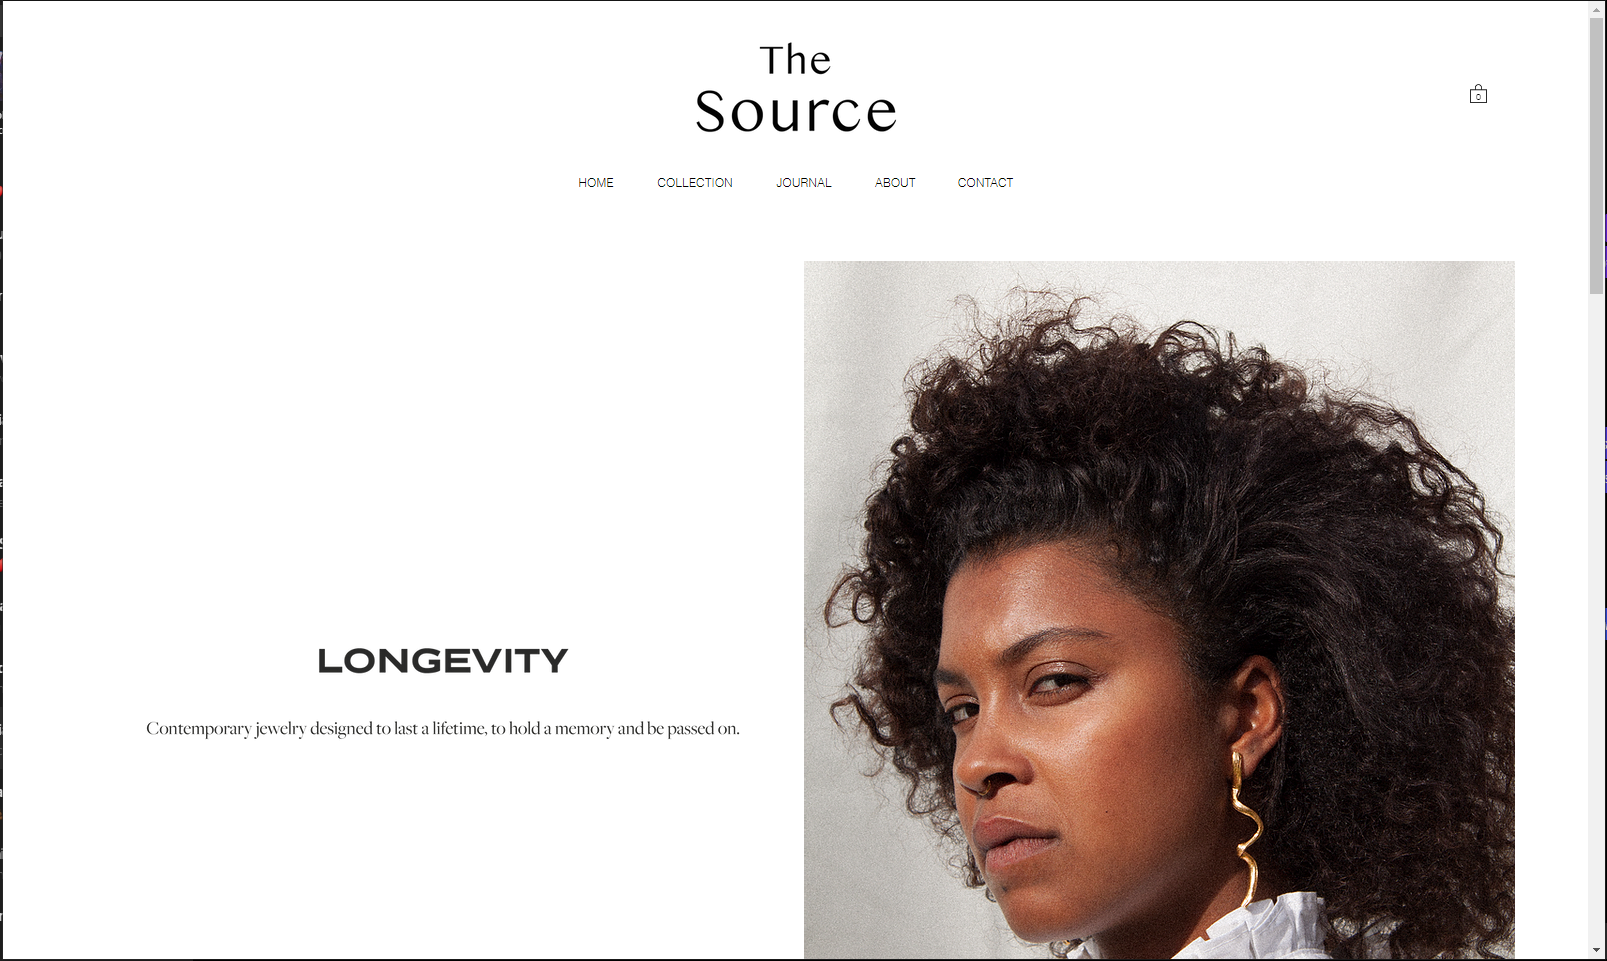 The
Source
0
HOME COLLECTION JOURNAL ABOUT CONTACT
LONGEVITY
Contemporary jewelry designed to last a lifetime, to hold a memory and be passed on.